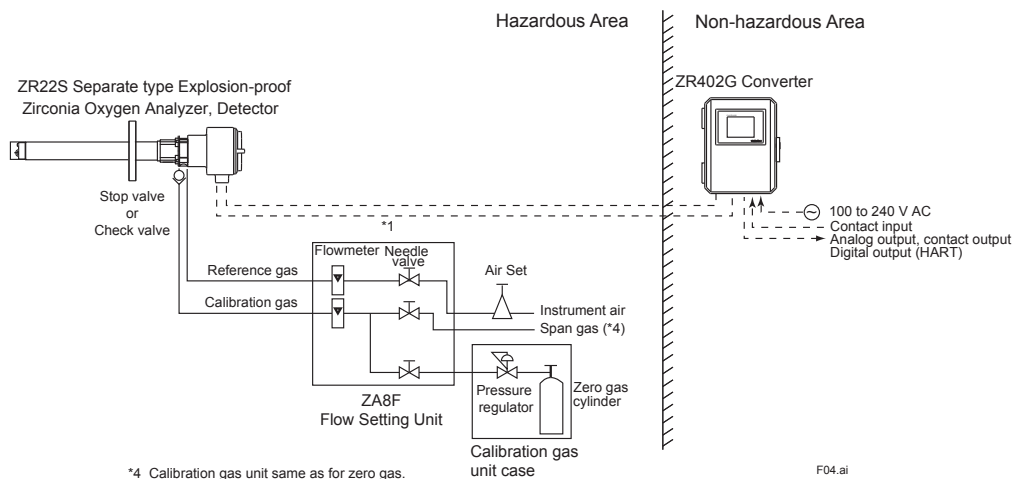 Hazardous Area
Non-hazardous Area
ZR22S Separate type Explosion-proof
Zirconia Oxygen Analyzer, Detector
ZR402G Converter
Stop valve
or
Check valve
*1
100 to 240 V AC
Contact input
Analog output, contact output
Digital output (HART)
Flowmeter
Needle
valve
Air Set
Reference gas
Calibration gas
Instrument air
Span gas (*4)
Pressure
regulator
Zero gas
cylinder
ZA8F
Flow Setting Unit
Calibration gas
unit case
*4 Calibration gas unit same as for zero gas.
F04.ai